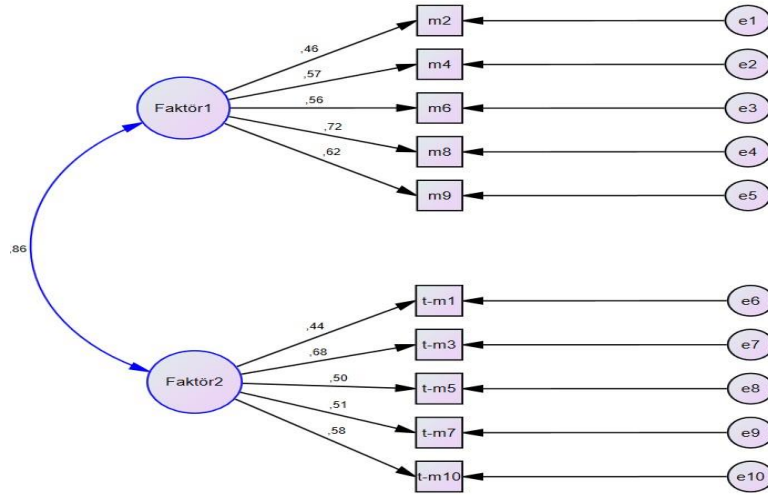 m2
e1
,46
m4
e2
,57
Faktör1
,56
m6
e3
,72
m8
e4
,62
m9
e5
,86
t-m1
e6
,44
t-m3
e7
,68
Faktör2
,50
t-m5
e8
,51
t-m7
e9
,58
t-m10
e10